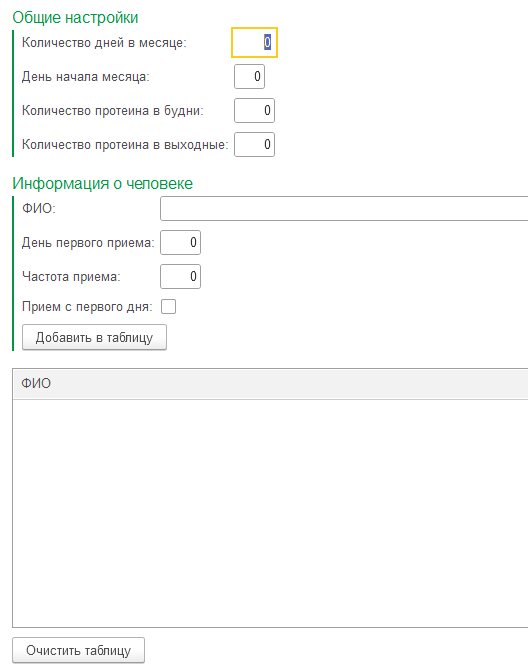 Общие настройки
Количество дней в месяце: 0
День начала месяца: 0
Количество протеина в будни: 0
Количество протеина в выходные: 0
Информация о человеке
ФИО:
День первого приема: 0
Частота приема: 0
Прием с первого дня:
Добавить в таблицу
ФИО
Очистить таблицу